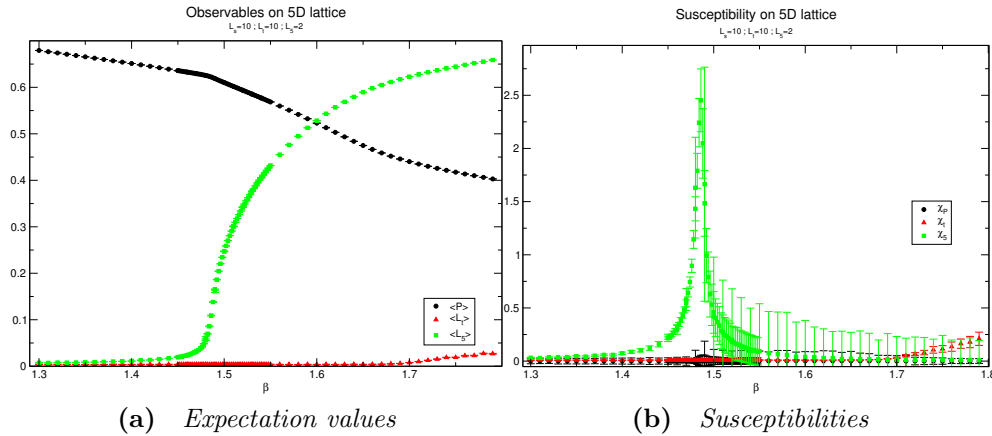 Observables on 5D lattice
L_s=10 ; L_t=10 ; L_5=2
0.6
0.5
0.4
0.3
0.2
0.1
0
1.3
1.4
1.5
1.6
1.7
β
<P>
<L_t>
<L_5>
(a) Expectation values
Susceptibility on 5D lattice
L_s=10 ; L_t=10 ; L_5=2
2.5
2
1.5
1
0.5
0
1.3
1.4
1.5
1.6
1.7
1.8
β
χ_P
χ_t
χ_5
(b) Susceptibilities